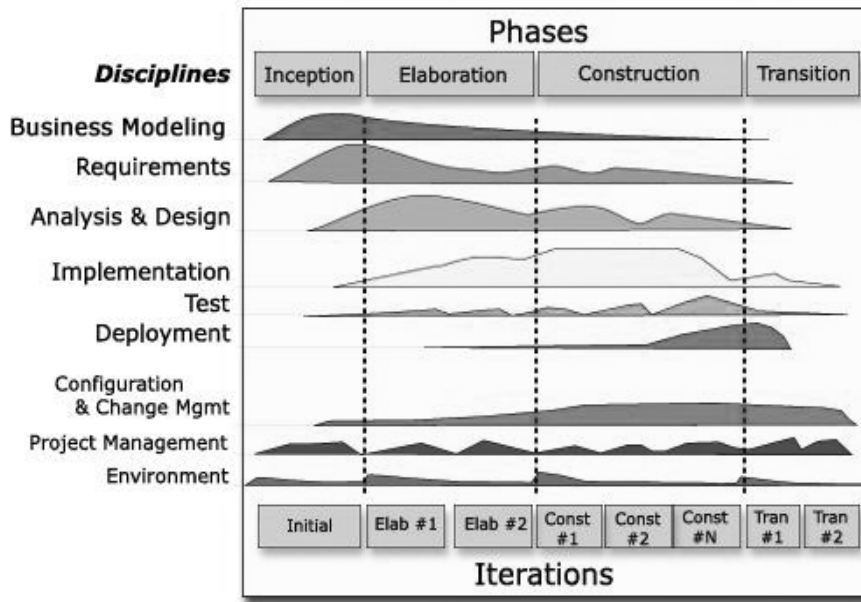 Phases
Disciplines
Inception
Elaboration
Construction
Transition
Business Modeling
Requirements
Analysis & Design
Implementation
Test
Deployment
Configuration
& Change Mgmt
Project Management
Environment
Initial
Elab #1
Elab #2
Const
#1
Const
#2
Const
#N
Tran
#1
Tran
#2
Iterations